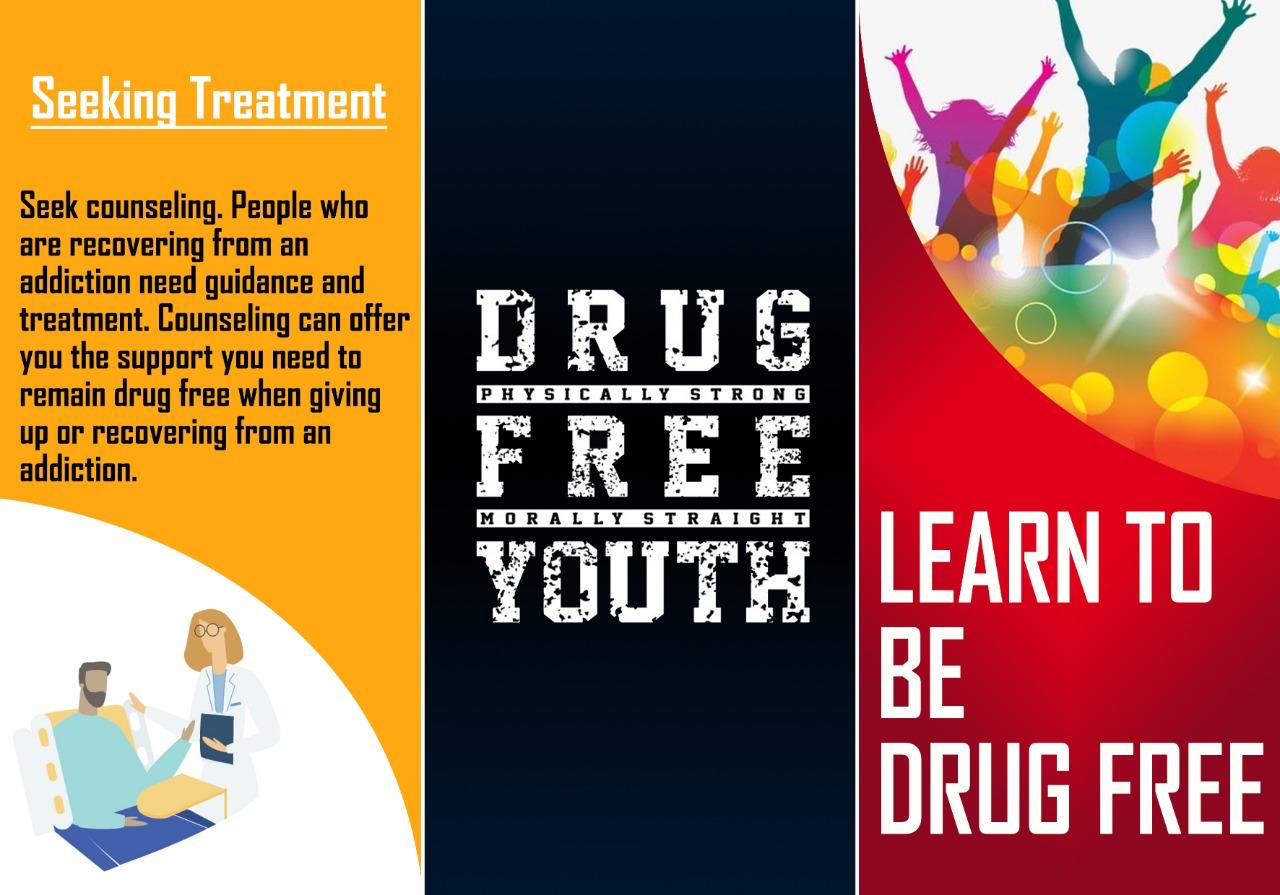 Seeking Treatment
Seek counseling. People who
are recovering from an
addiction need guidance and
treatment. Counseling can offer
you the support you need to
remain drug free when giving
up or recovering from an
addiction.
DRUG
PHYSICALLY STRONG
FREE
MORALLY STRAIGHT
YOUTH
LEARN TO
BE
DRUG FREE